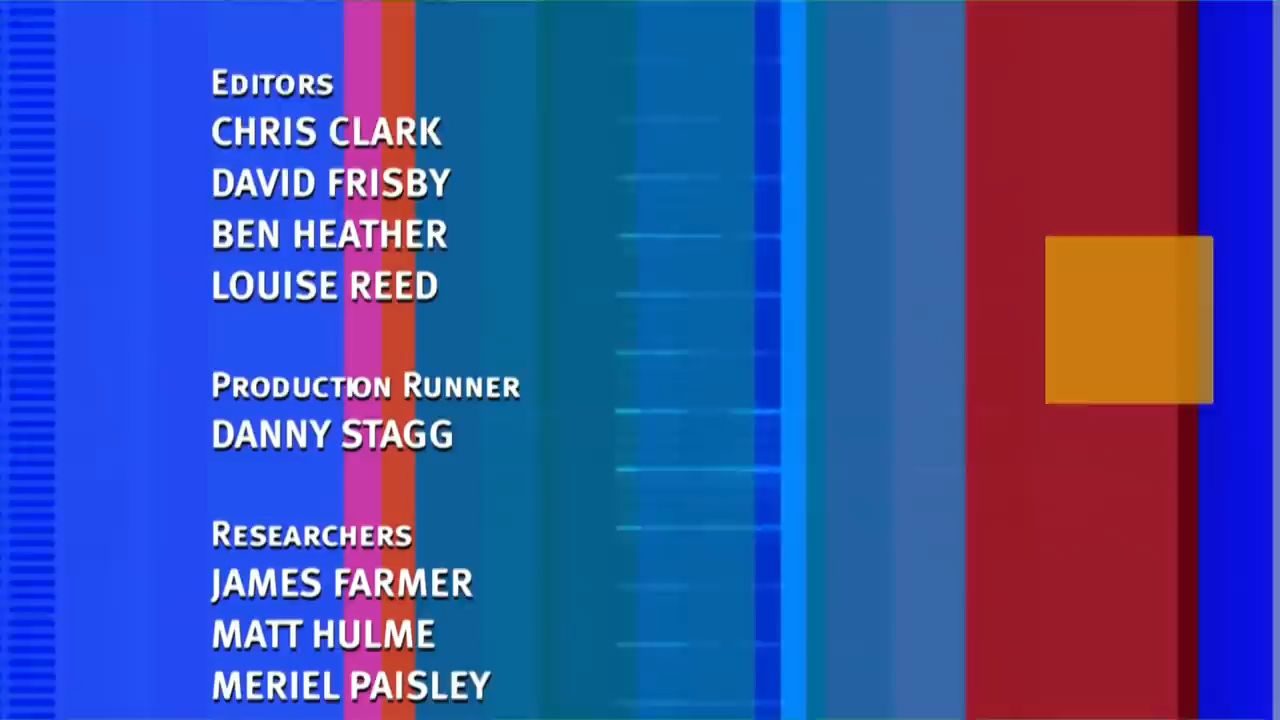 Editors
CHRIS CLARK
DAVID FRISBY
BEN HEATHER
LOUISE REED
Production Runner
DANNY STAGG
Researchers
JAMES FARMER
MATT HULME
MERIEL PAISLEY